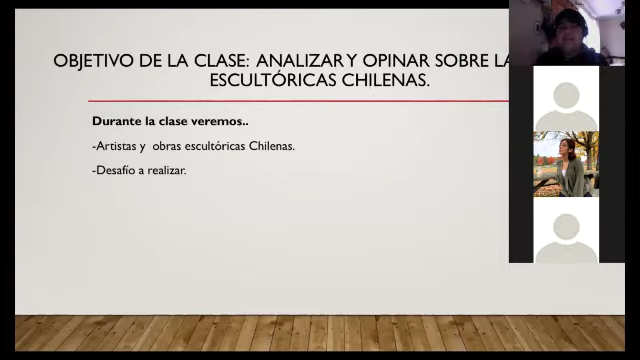 OBJETIVO DE LA CLASE: ANALIZAR Y OPINAR SOBRE
ESCULTÓRICAS CHILENAS.
Durante la clase veremos..
-Artistas y obras escultóricas Chilenas.
-Desafío a realizar.